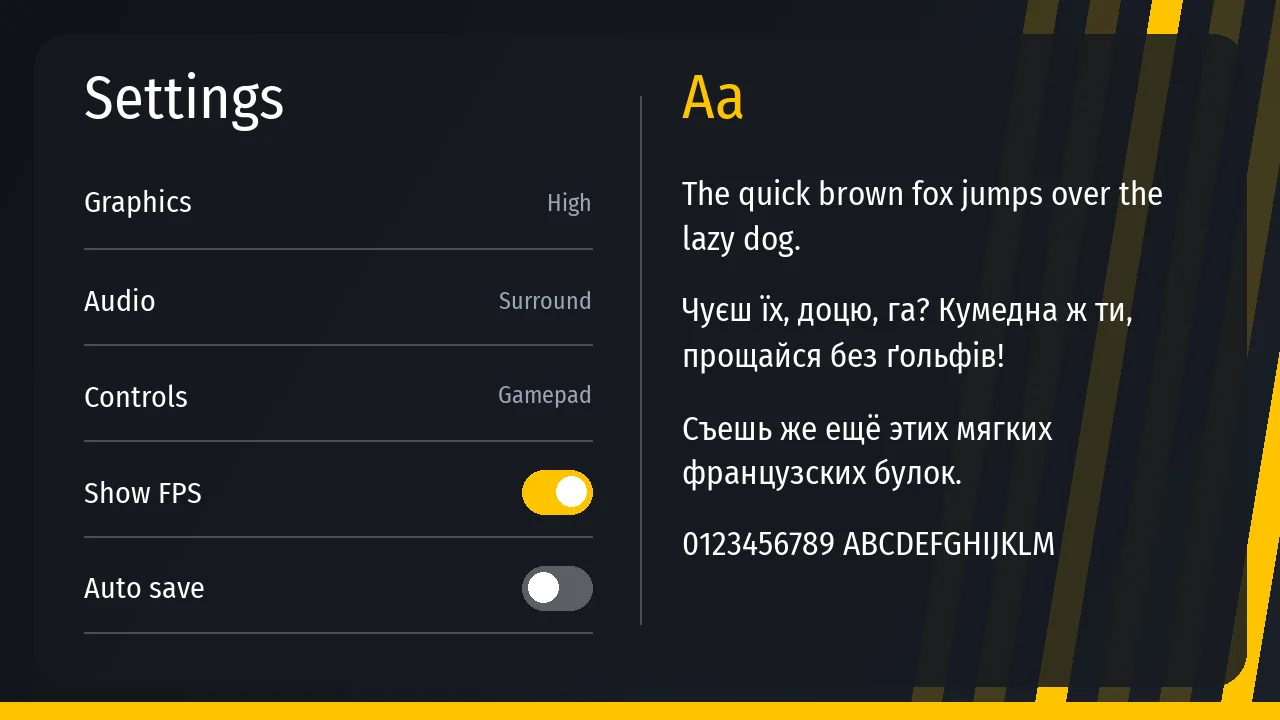 Settings
Graphics
High
Audio
Surround
Controls
Gamepad
Show FPS
Auto save
Aa
The quick brown fox jumps over the
lazy dog.
Чуєш їх, доцю, га? Кумедна ж ти,
прощайся без ґольфів!
Съешь же ещё этих мягких
французских булок.
0123456789 ABCDEFGHIJKLM